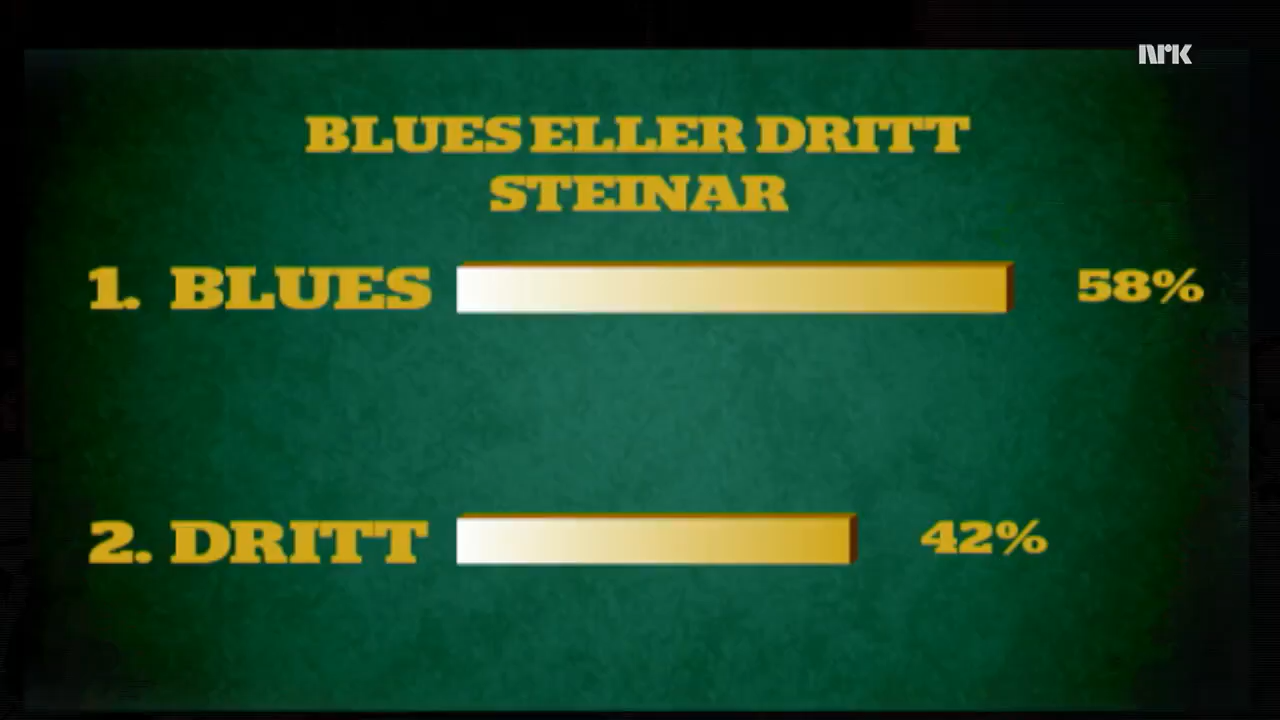 NRK
BLUES ELLER DRITT
STEINAR
1. BLUES 58%
2. DRITT 42%